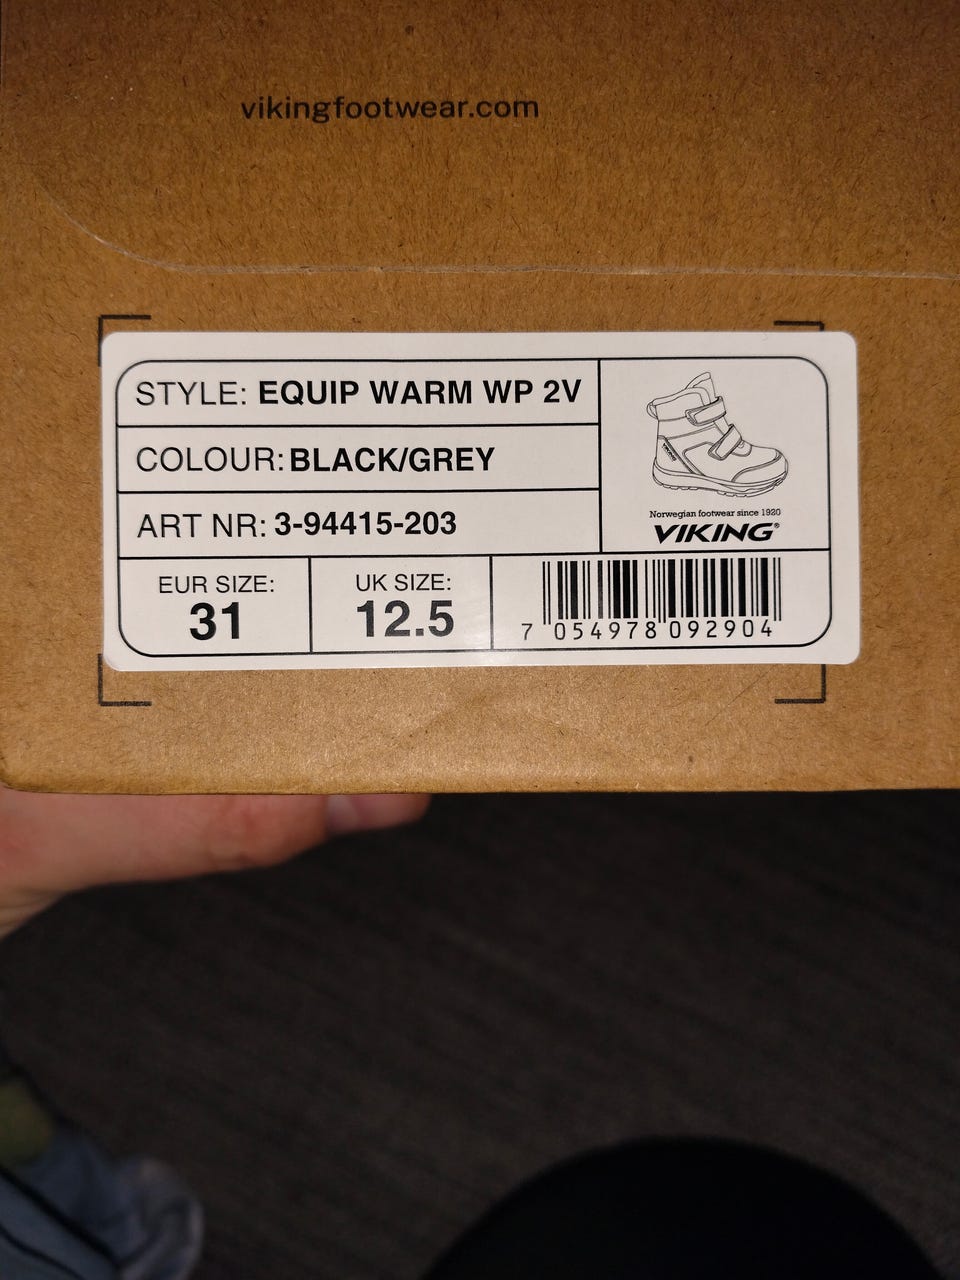 vikingfootwear.com
STYLE: EQUIP WARM WP 2V
COLOUR: BLACK/GREY
ART NR: 3-94415-203
VIKING
Norwegian footwear since 1920
VIKING®
EUR SIZE:
31
UK SIZE:
12.5
7 054978 092904